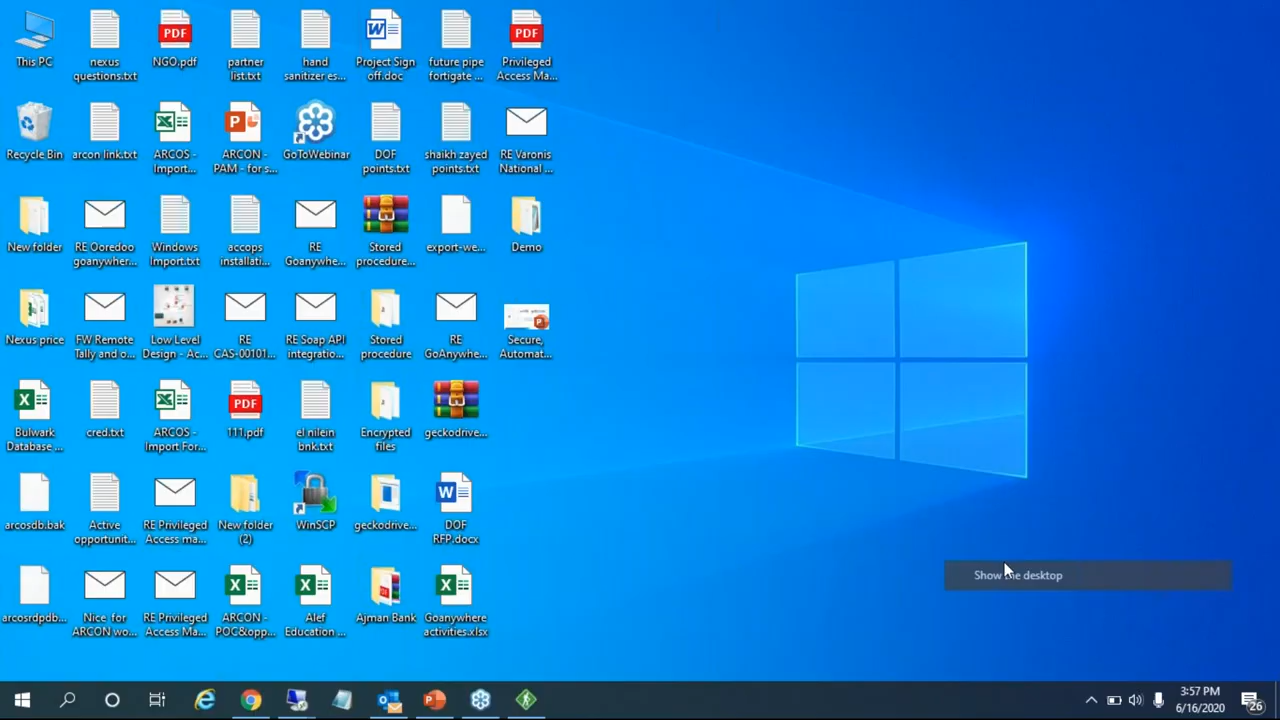 This PC
nexus
questions.txt
PDF
NGO.pdf
partner
list.txt
hand
sanitizer es...
W
Project Sign
off.doc
future pipe
fortigate ...
PDF
Privileged
Access Ma...
Recycle Bin
arcon link.txt
X
ARCOS -
Import...
P
ARCON -
PAM - for s...
GoToWebinar
DOF
points.txt
shaikh zayed
points.txt
RE Varonis
National ...
New folder
RE Ooredoo
goanywher...
Windows
Import.txt
accops
installati...
RE
Goanywhe...
Stored
procedure...
export-we...
Demo
Nexus price
FW Remote
Tally and o...
Low Level
Design - Ac...
RE
CAS-00101...
RE Soap API
integratio...
Stored
procedure
RE
GoAnywhe...
Secure,
Automat...
X
Bulwark
Database ...
cred.txt
X
ARCOS -
Import For...
PDF
111.pdf
el nilein
bnk.txt
Encrypted
files
geckodrive...
arcosdb.bak
Active
opportunit...
RE Privileged
Access ma...
New folder
(2)
WinSCP
geckodrive...
W
DOF
RFP.docx
arcosrdpdb...
Nice for
ARCON wo...
RE Privileged
Access Ma...
X
ARCON -
POC&opp...
X
Alef
Education ...
Ajman Bank
X
Goanywhere
activities.xlsx
Show the desktop
3:57 PM
6/16/2020
26